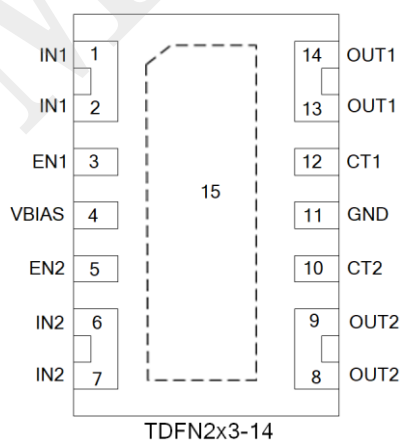 IN1 1 14 OUT1
IN1 2 13 OUT1
EN1 3 12 CT1
15
VBIAS 4 11 GND
EN2 5 10 CT2
IN2 6 9 OUT2
IN2 7 8 OUT2
TDFN2x3-14